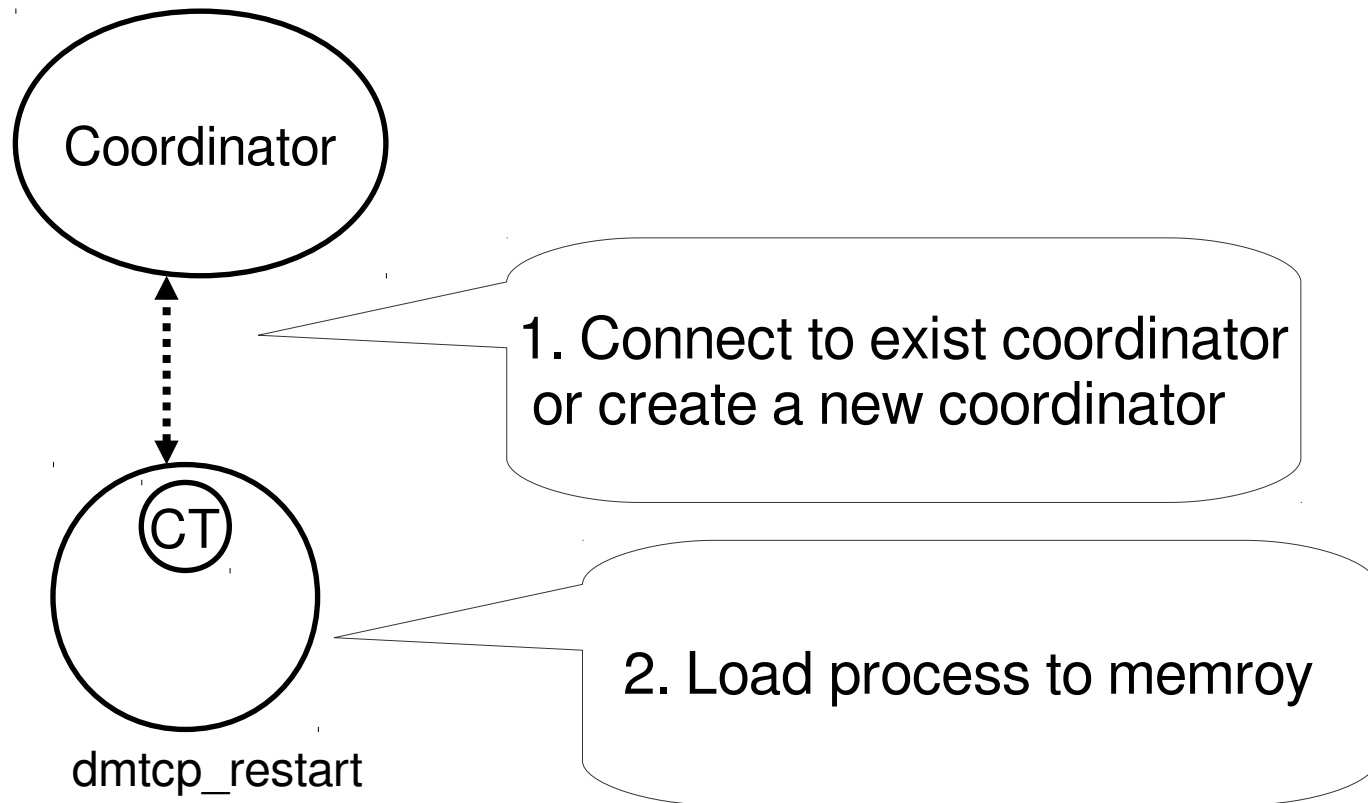 Coordinator
1. Connect to exist coordinator
or create a new coordinator
CT
2. Load process to memroy
dmtcp_restart